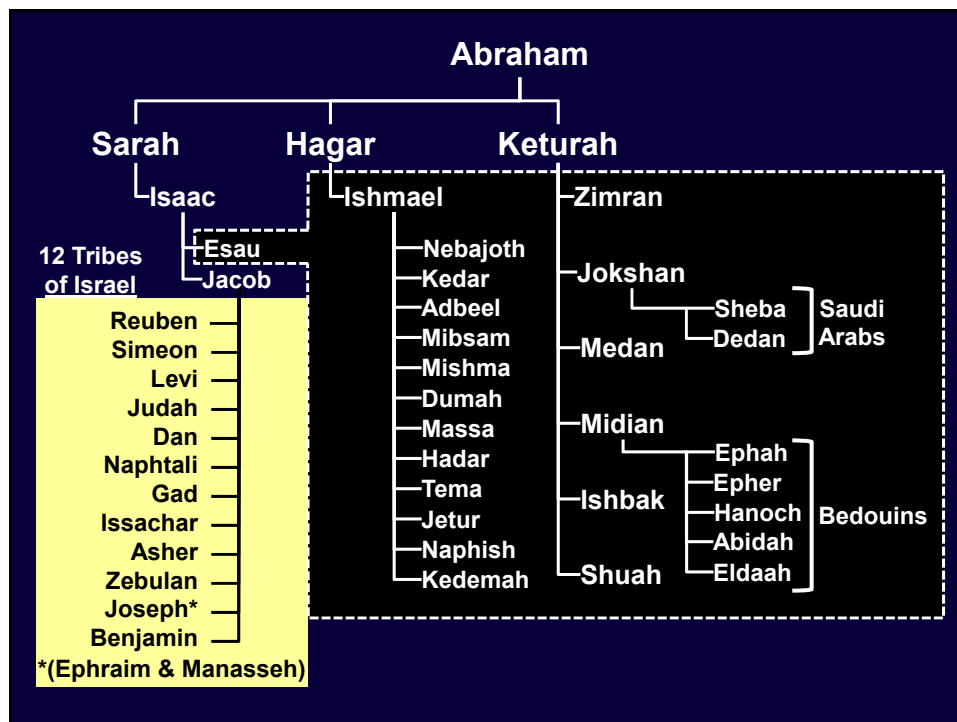 Abraham
Sarah
Hagar
Keturah
Isaac
Esau
Jacob
12 Tribes
of Israel
Reuben
Simeon
Levi
Judah
Dan
Naphtali
Gad
Issachar
Asher
Zebulan
Joseph*
Benjamin
*(Ephraim & Manasseh)
Ishmael
Nebajoth
Kedar
Adbeel
Mibsam
Mishma
Dumah
Massa
Hadar
Tema
Jetur
Naphish
Kedemah
Zimran
Jokshan
Sheba
Dedan
Saudi
Arabs
Medan
Midian
Ephah
Epher
Hanoch
Abidah
Eldaah
Bedouins
Ishbak
Shuah